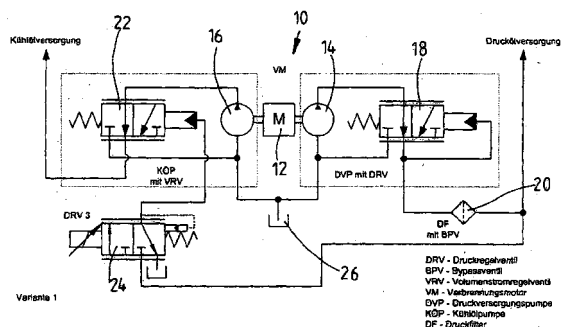 Kühlölversorgung
22
16
10
14
18
Druckölversorgung
VM
M
12
KÖP
mit VRV
DVP mit DRV
20
DRV 3
24
26
DF
mit BPV
Variante 1
DRV - Druckregelventil
BPV - Bypassventil
VRV - Volumenstromregelventil
VM - Verbrennungsmotor
DVP - Druckversorgungspumpe
KÖP - Kühlölpumpe
DF - Druckfilter